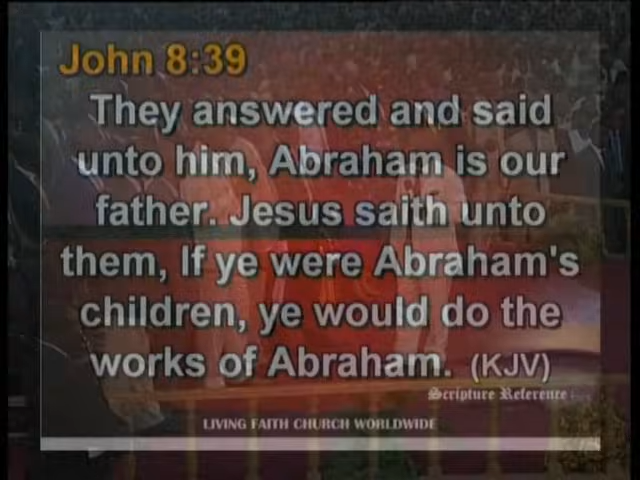 John 8:39
They answered and said
unto him, Abraham is our
father. Jesus saith unto
them, If ye were Abraham's
children, ye would do the
works of Abraham. (KJV)
Scripture Reference
LIVING FAITH CHURCH WORLDWIDE